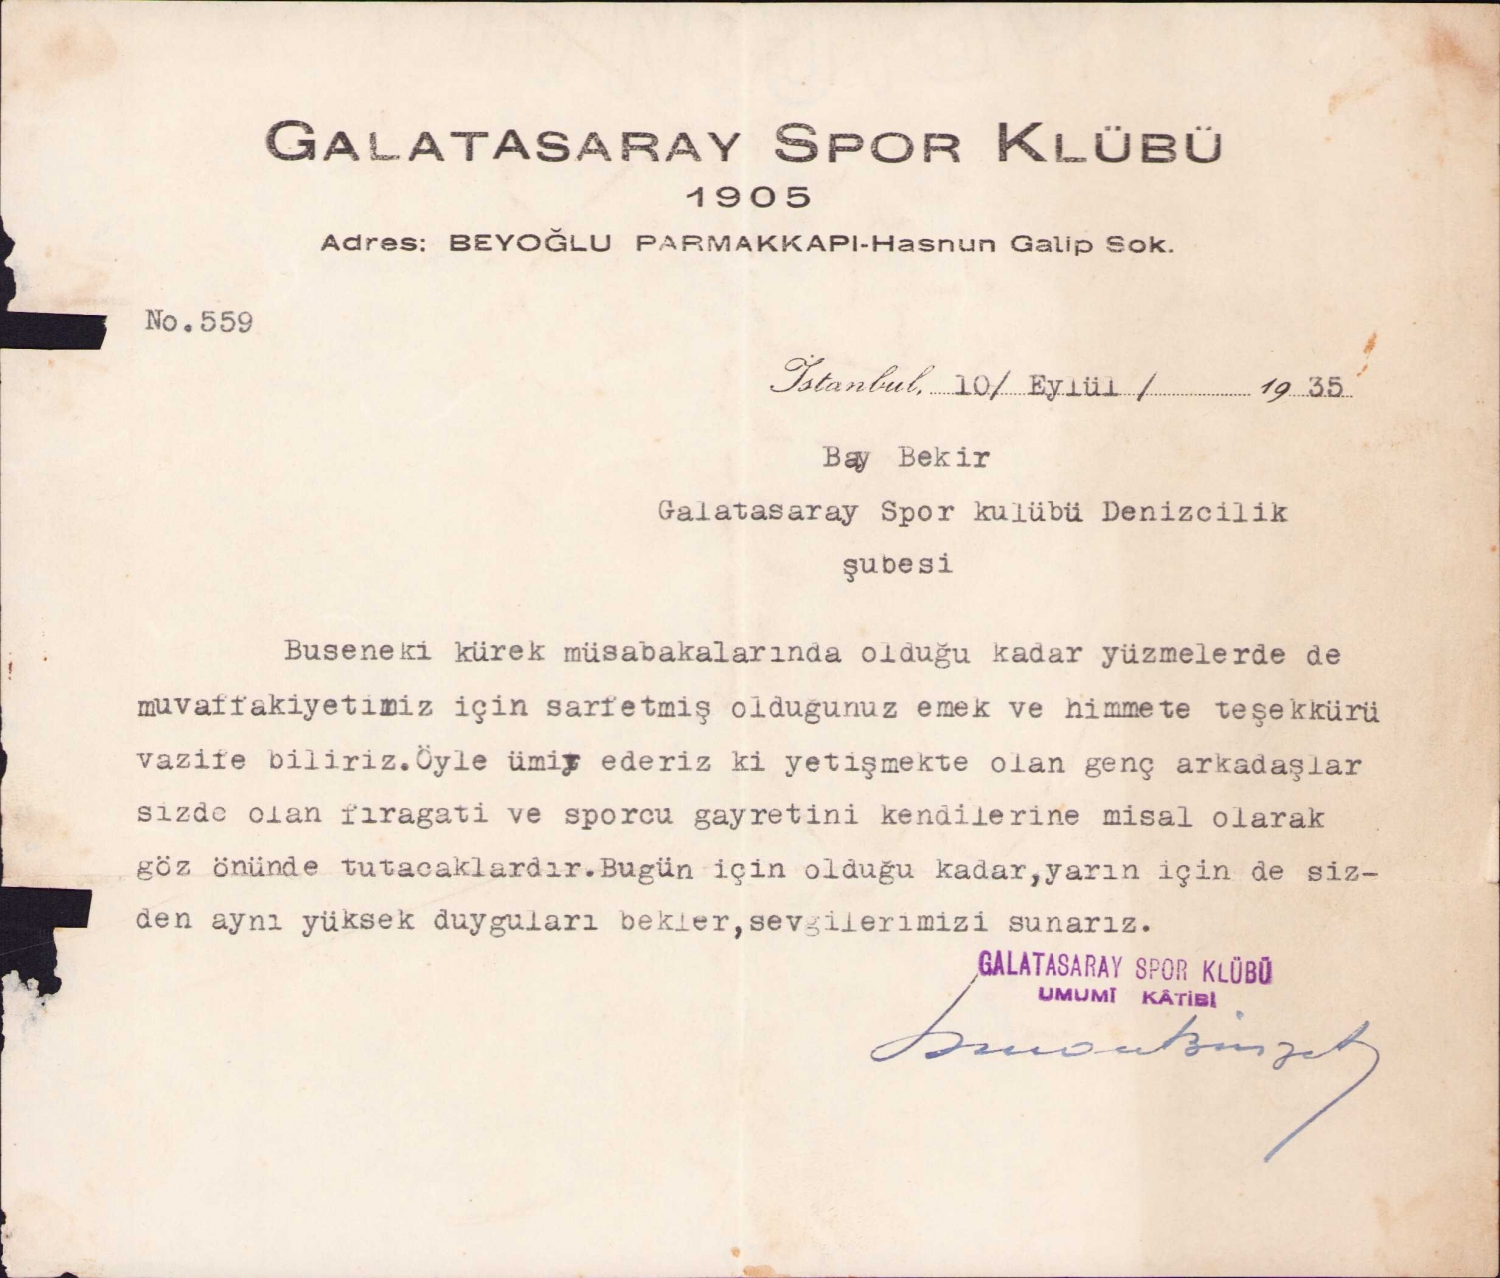 GALATASARAY SPOR KLÜBÜ
1905
Adres: BEYOĞLU PARMAKKAPI-Hasnun Galip Sok.
No.559
İstanbul, 10/ Eylül / 19 35
Bay Bekir
Galatasaray Spor kulübü Denizcilik
şubesi
Buseneki kürek müsabakalarında olduğu kadar yüzmelerde de
muvaffakiyetimiz için sarfetmiş olduğunuz emek ve himmete teşekkürü
vazife biliriz.Öyle ümit ederiz ki yetişmekte olan genç arkadaşlar
sizde olan fıragati ve sporcu gayretini kendilerine misal olarak
göz önünde tutacaklardır.Bugün için olduğu kadar,yarın için de siz-
den aynı yüksek duyguları bekler,sevgilerimizi sunarız.
GALATASARAY SPOR KLÜBÜ
UMUMÎ KÂTİBİ